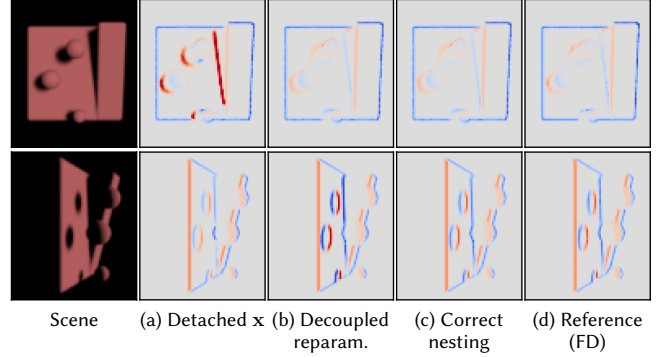 Scene (a) Detached x (b) Decoupled (c) Correct (d) Reference
reparam. nesting (FD)